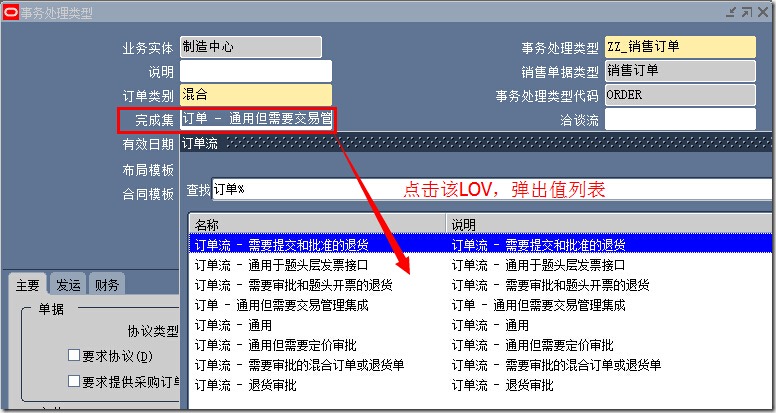 事务处理类型
业务实体 制造中心 事务处理类型 ZZ_销售订单
说明 销售单据类型 销售订单
订单类别 混合 事务处理类型代码 ORDER
完成集 订单 - 通用但需要交易管 洽谈流
有效日期 订单流
布局模板
合同模板
查找 订单%
点击该LOV，弹出值列表
名称 说明
订单流 - 需要提交和批准的退货 订单流 - 需要提交和批准的退货
订单流 - 通用于题头层发票接口 订单流 - 通用于题头层发票接口
订单流 - 需要审批和题头开票的退货 订单流 - 需要审批和题头开票的退货
订单 - 通用但需要交易管理集成 订单流 - 通用但需要交易管理集成
订单流 - 通用 订单流 - 通用
订单流 - 通用但需要定价审批 订单流 - 通用但需要定价审批
订单流 - 需要审批的混合订单或退货单 订单流 - 需要审批的混合订单或退货单
订单流 - 退货审批 订单流 - 退货审批
主要 发运 财务
单据
协议类型
要求协议(D)
要求提供采购订单